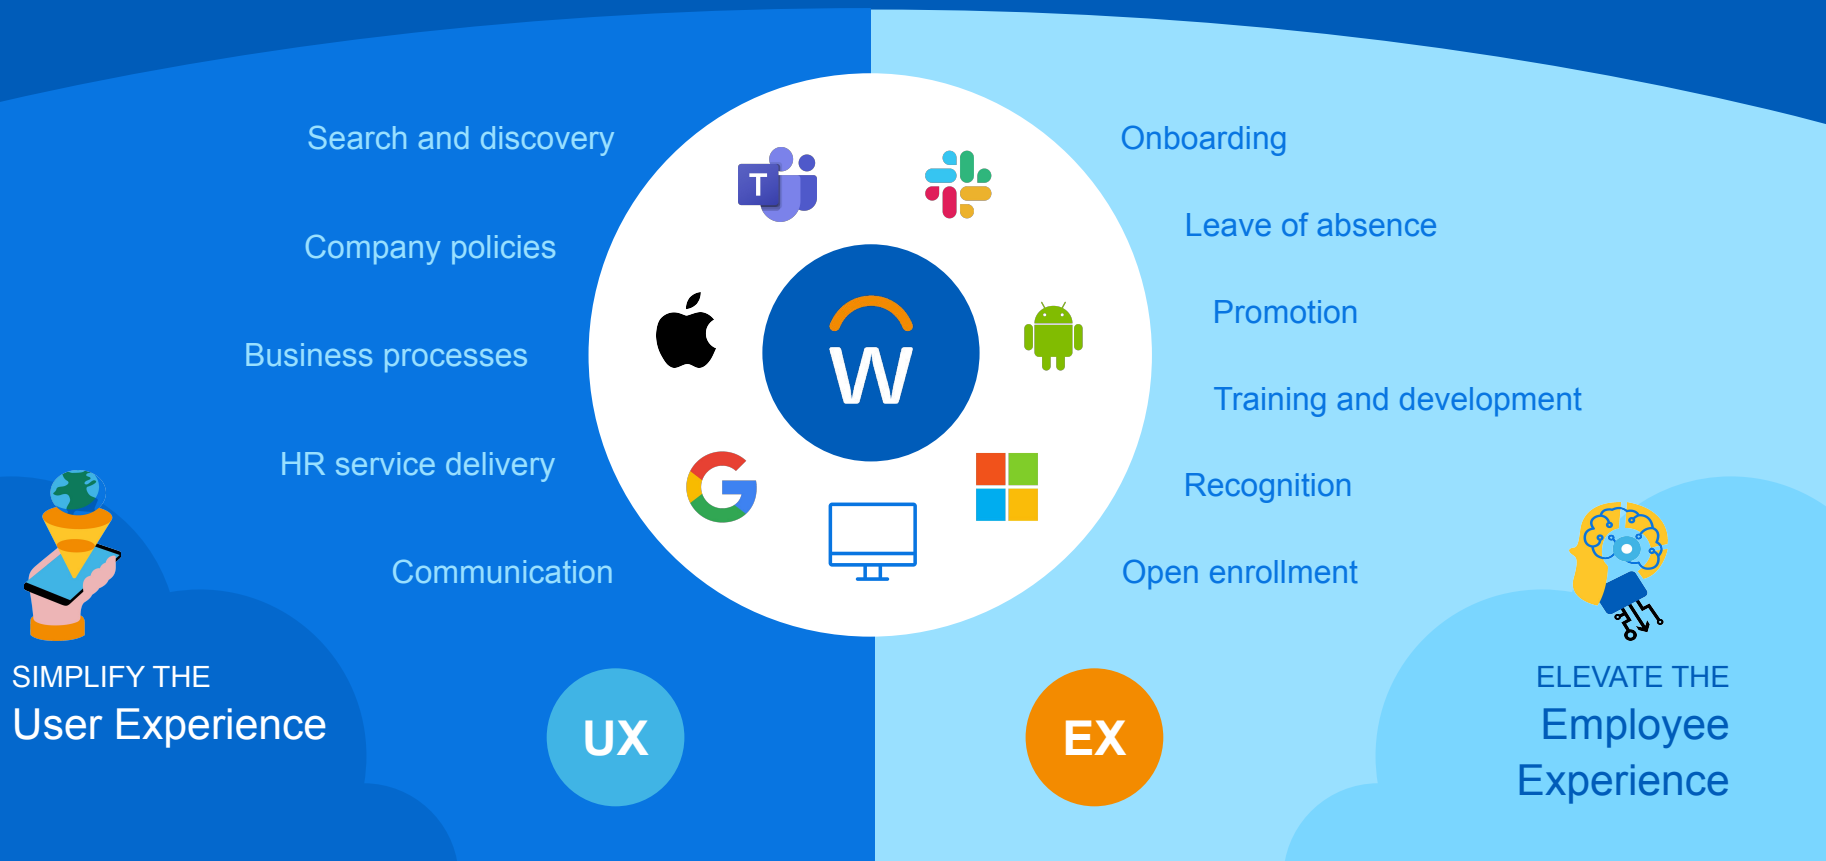 Search and discovery
Company policies
Business processes
HR service delivery
Communication
SIMPLIFY THE
User Experience
UX
T
W
Onboarding
Leave of absence
Promotion
Training and development
Recognition
Open enrollment
EX
ELEVATE THE
Employee
Experience